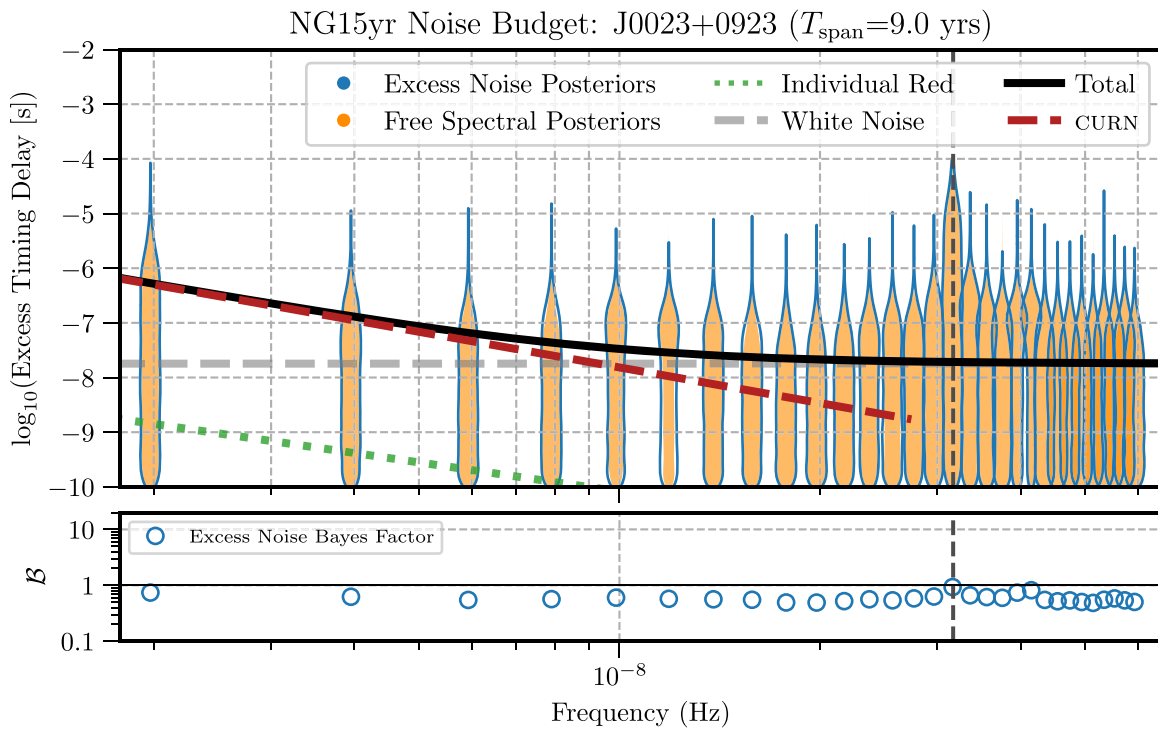 NG15yr Noise Budget: J0023+0923 (T_span=9.0 yrs)
Excess Noise Posteriors
Free Spectral Posteriors
Individual Red
White Noise
Total
CURN
log₁₀(Excess Timing Delay [s])
−2
−3
−4
−5
−6
−7
−8
−9
−10
Excess Noise Bayes Factor
ℬ
10
1
0.1
10⁻⁸
Frequency (Hz)